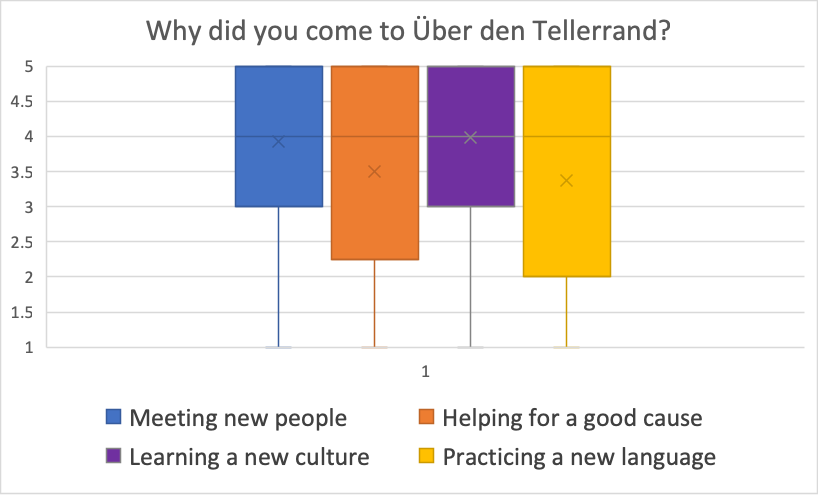 Why did you come to Über den Tellerrand?
5
4.5
4
3.5
3
2.5
2
1.5
1
1
Meeting new people
Helping for a good cause
Learning a new culture
Practicing a new language